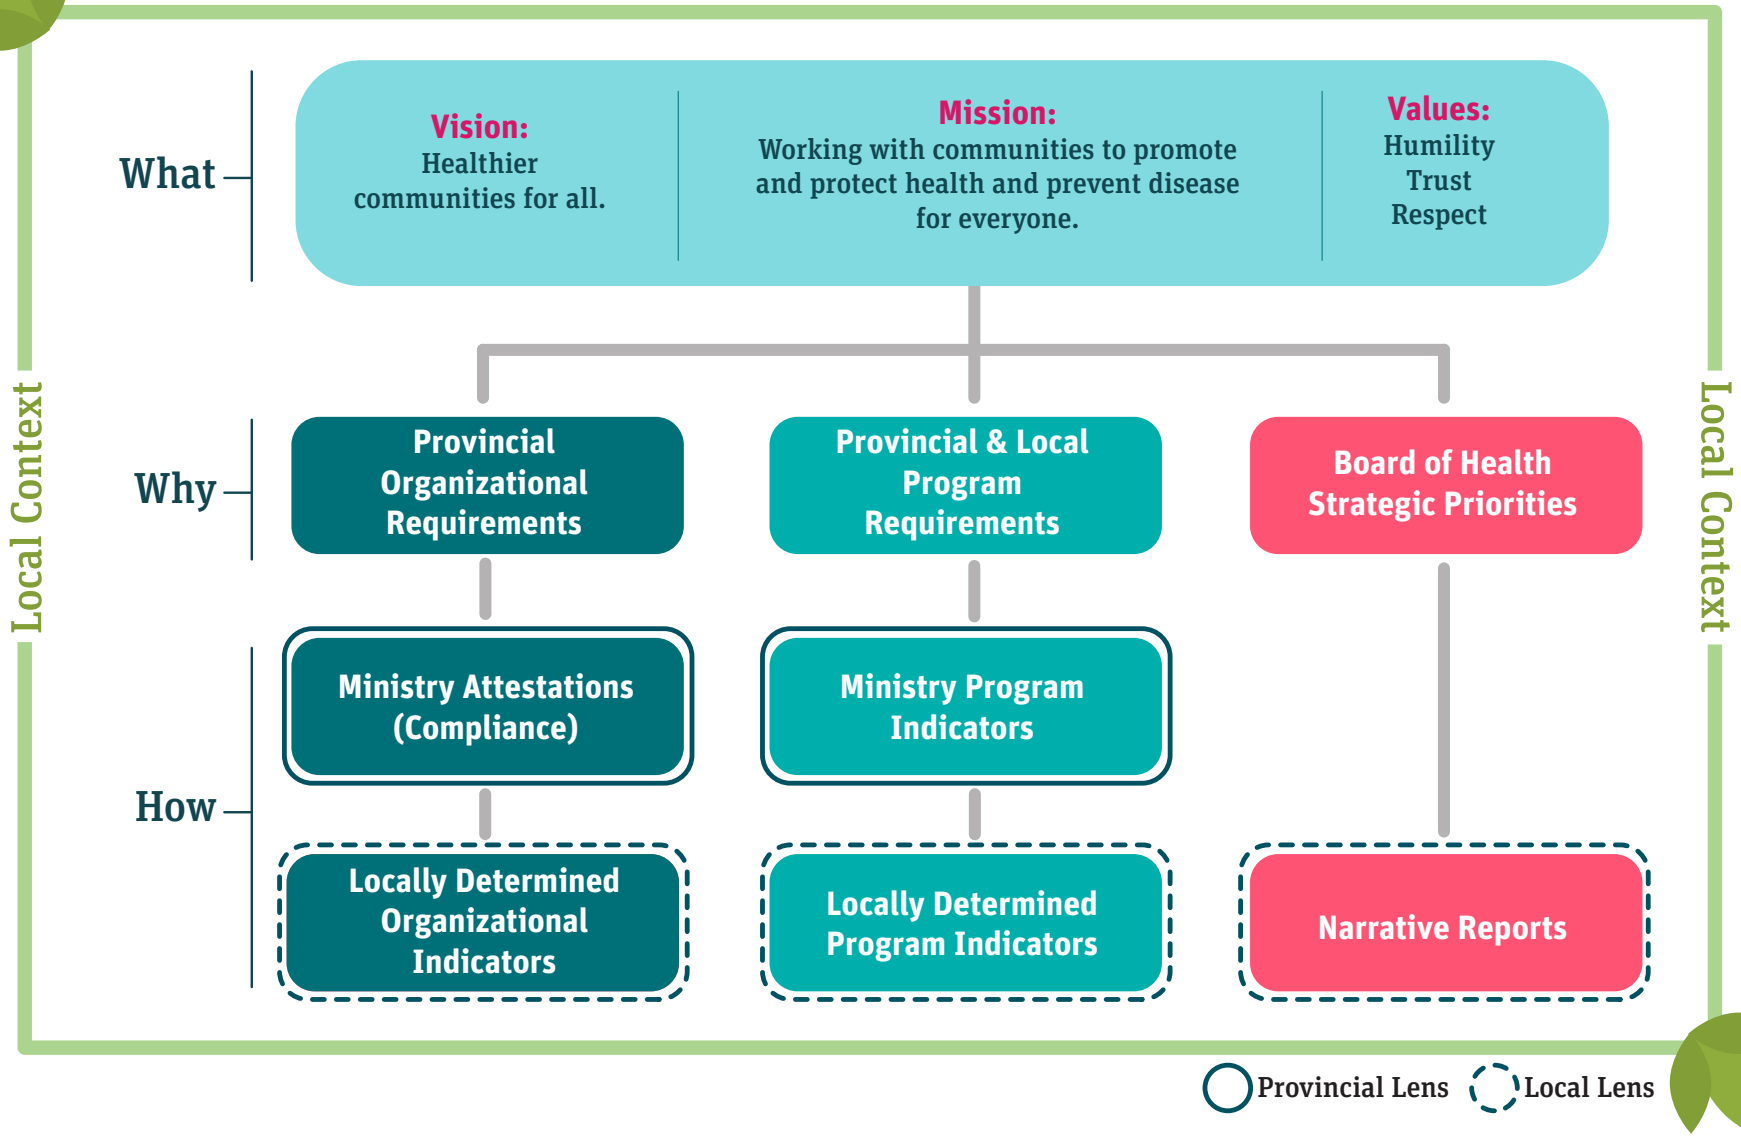 What
Vision:
Healthier
communities for all.
Mission:
Working with communities to promote
and protect health and prevent disease
for everyone.
Values:
Humility
Trust
Respect
Local Context
Local Context
Why
Provincial
Organizational
Requirements
Provincial & Local
Program
Requirements
Board of Health
Strategic Priorities
How
Ministry Attestations
(Compliance)
Ministry Program
Indicators
Locally Determined
Organizational
Indicators
Locally Determined
Program Indicators
Narrative Reports
Provincial Lens
Local Lens